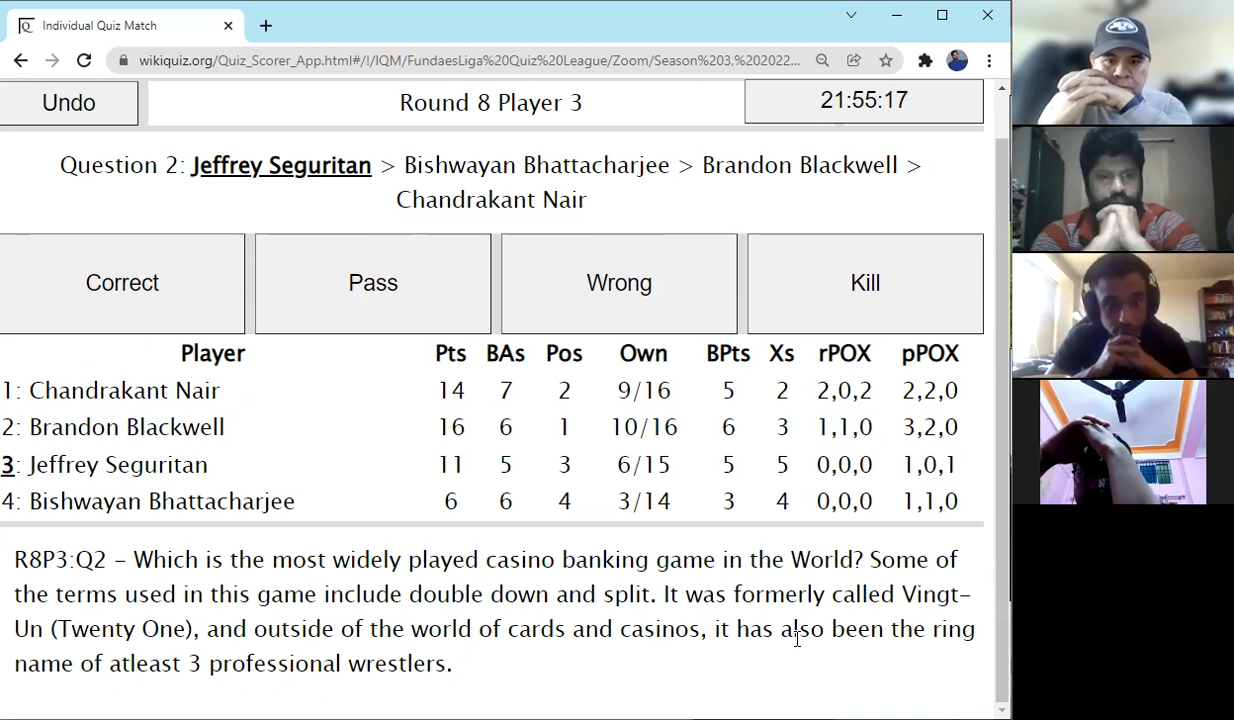 Individual Quiz Match
wikiquiz.org/Quiz_Scorer_App.html#/!/IQM/FundaesLiga%20Quiz%20League/Zoom/Season%203,%202022...
Undo
Round 8 Player 3
21:55:17
Question 2: Jeffrey Seguritan > Bishwayan Bhattacharjee > Brandon Blackwell >
Chandrakant Nair
Correct Pass Wrong Kill
Player Pts BAs Pos Own BPts Xs rPOX pPOX
1: Chandrakant Nair 14 7 2 9/16 5 2 2,0,2 2,2,0
2: Brandon Blackwell 16 6 1 10/16 6 3 1,1,0 3,2,0
3: Jeffrey Seguritan 11 5 3 6/15 5 5 0,0,0 1,0,1
4: Bishwayan Bhattacharjee 6 6 4 3/14 3 4 0,0,0 1,1,0
R8P3:Q2 - Which is the most widely played casino banking game in the World? Some of
the terms used in this game include double down and split. It was formerly called Vingt-
Un (Twenty One), and outside of the world of cards and casinos, it has also been the ring
name of atleast 3 professional wrestlers.